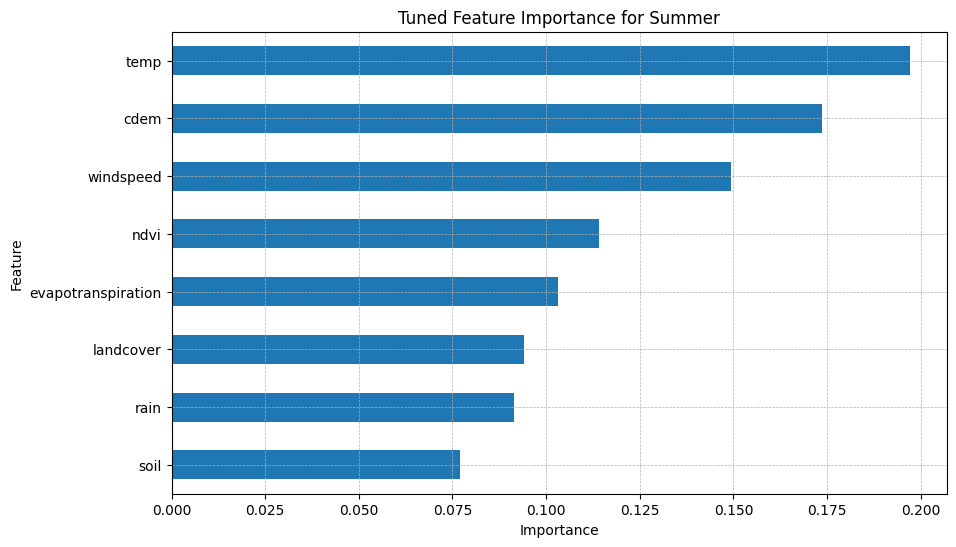 Tuned Feature Importance for Summer
temp
cdem
windspeed
ndvi
evapotranspiration
landcover
rain
soil
Feature
0.000 0.025 0.050 0.075 0.100 0.125 0.150 0.175 0.200
Importance